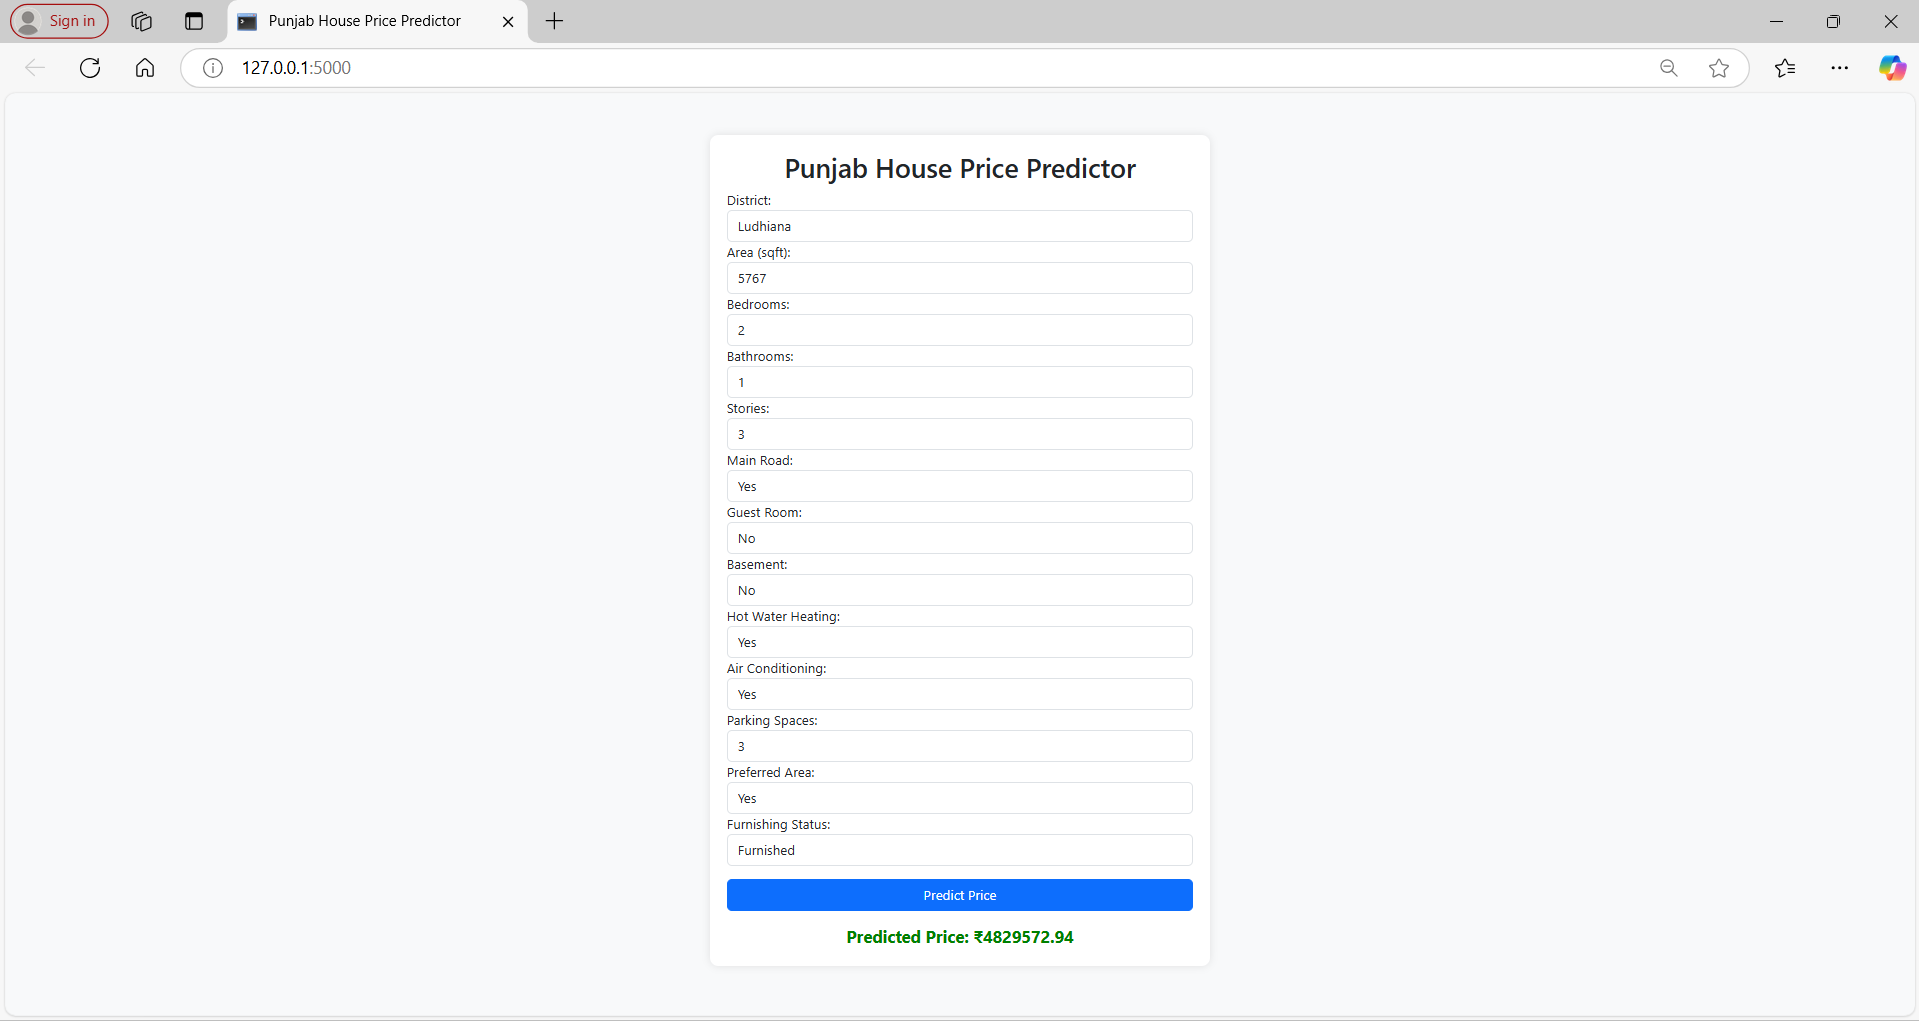 Sign in
Punjab House Price Predictor
127.0.0.1:5000
Punjab House Price Predictor
District:
Ludhiana
Area (sqft):
5767
Bedrooms:
2
Bathrooms:
1
Stories:
3
Main Road:
Yes
Guest Room:
No
Basement:
No
Hot Water Heating:
Yes
Air Conditioning:
Yes
Parking Spaces:
3
Preferred Area:
Yes
Furnishing Status:
Furnished
Predict Price
Predicted Price: ₹4829572.94